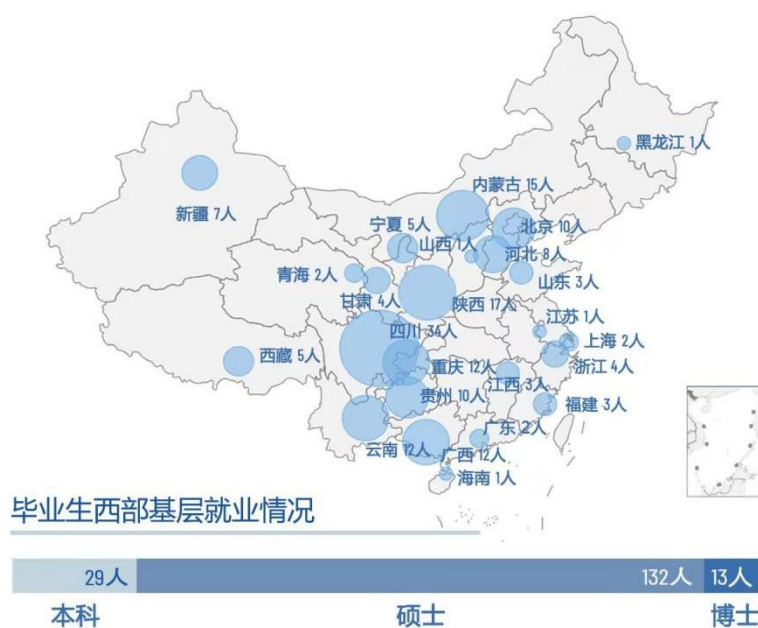 黑龙江 1人
内蒙古 15人
新疆 7人
宁夏 5人
北京 10人
山西 1人
河北 8人
青海 2人
山东 3人
甘肃 4人
陕西 17人
江苏 1人
四川 34人
上海 2人
西藏 5人
重庆 12人
浙江 4人
江西 3人
贵州 10人
福建 3人
广东 2人
云南 12人
广西 12人
海南 1人
毕业生西部基层就业情况
29人 132人 13人
本科 硕士 博士